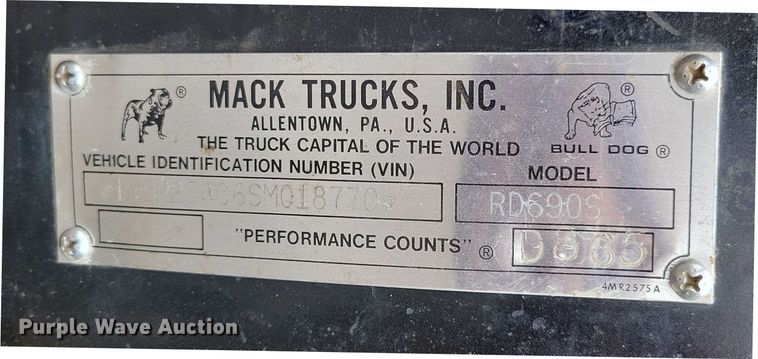 MACK TRUCKS, INC.
ALLENTOWN, PA., U.S.A.
THE TRUCK CAPITAL OF THE WORLD
BULL DOG ®
VEHICLE IDENTIFICATION NUMBER (VIN)
MODEL
RD690S
"PERFORMANCE COUNTS" ®
4MR2575A
Purple Wave Auction